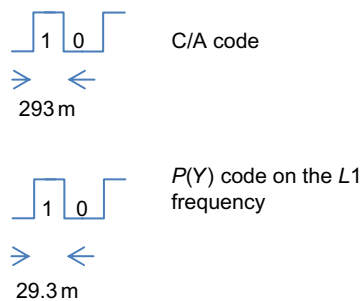 1 0 C/A code
293 m
P(Y) code on the L1
frequency
1 0
29.3 m